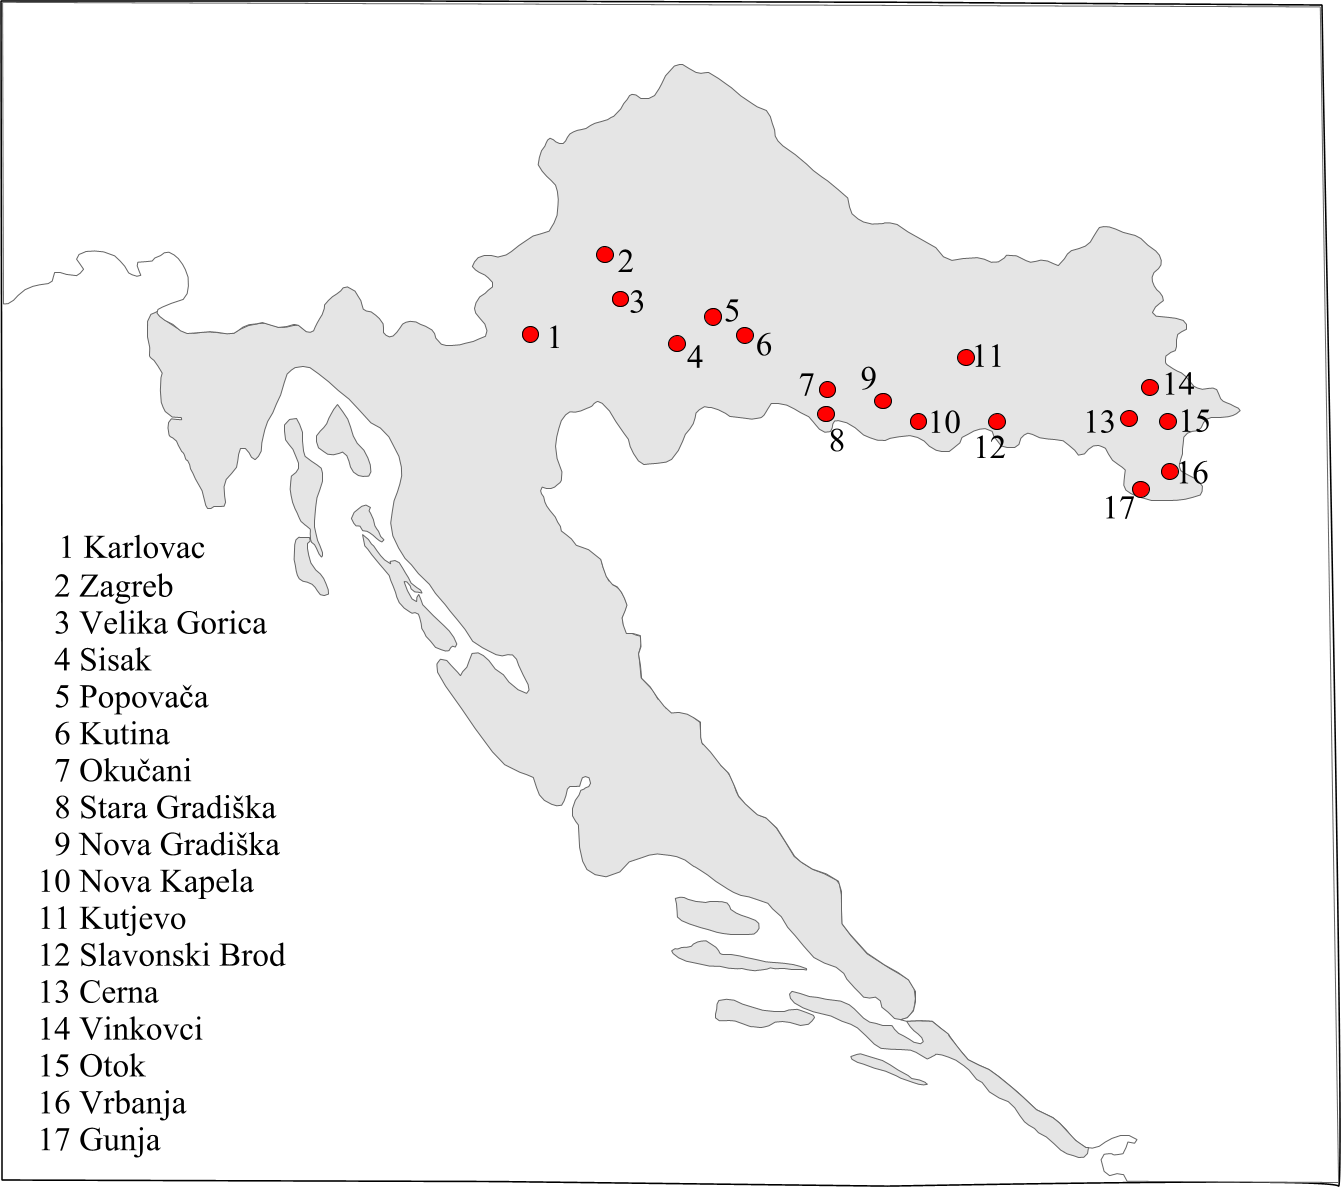 2
3
1
5
4
6
7
9
8
10
11
12
13
14
15
16
17
1 Karlovac
2 Zagreb
3 Velika Gorica
4 Sisak
5 Popovača
6 Kutina
7 Okučani
8 Stara Gradiška
9 Nova Gradiška
10 Nova Kapela
11 Kutjevo
12 Slavonski Brod
13 Cerna
14 Vinkovci
15 Otok
16 Vrbanja
17 Gunja